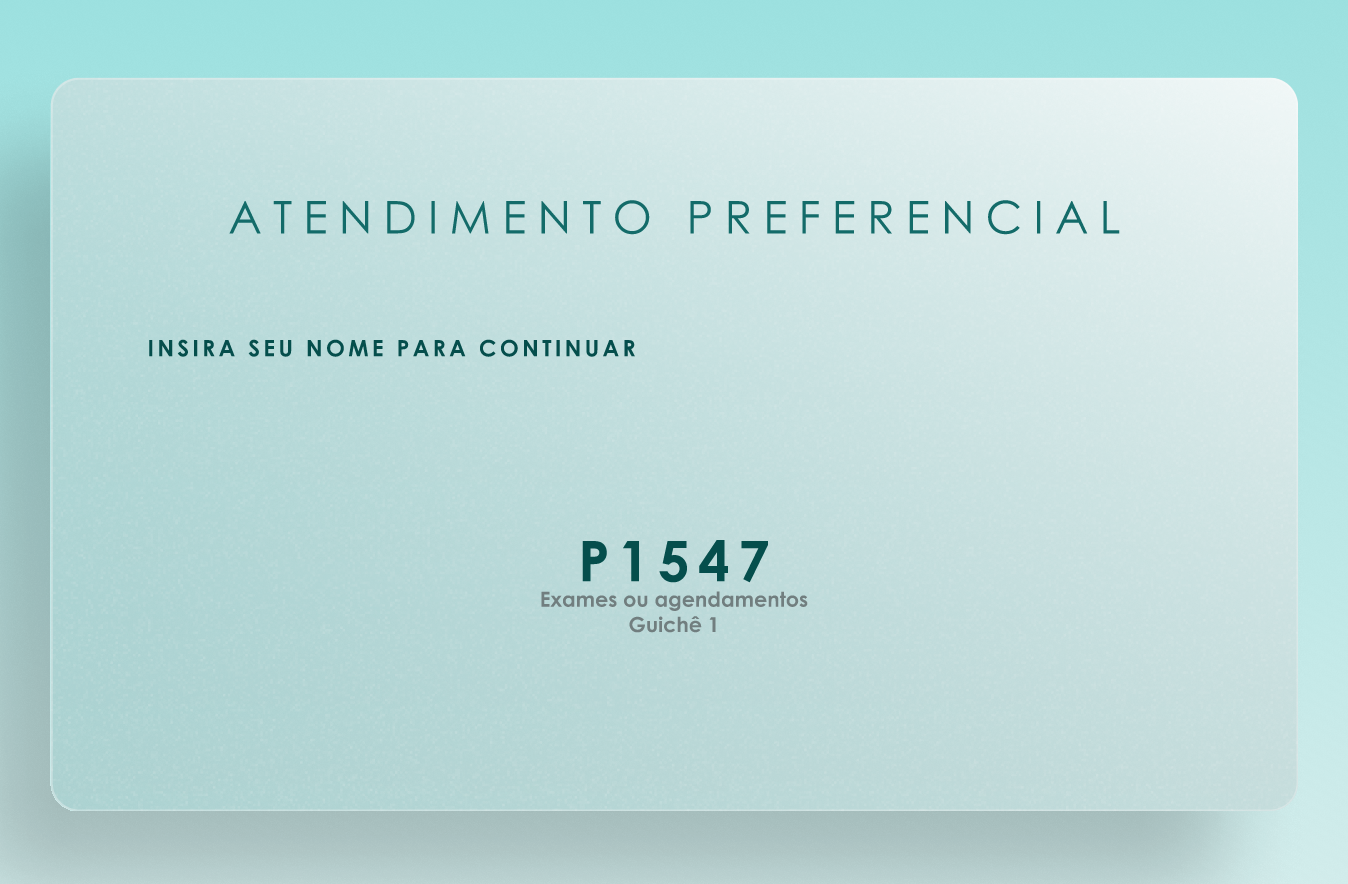 ATENDIMENTO PREFERENCIAL
INSIRA SEU NOME PARA CONTINUAR
P1547
Exames ou agendamentos
Guichê 1